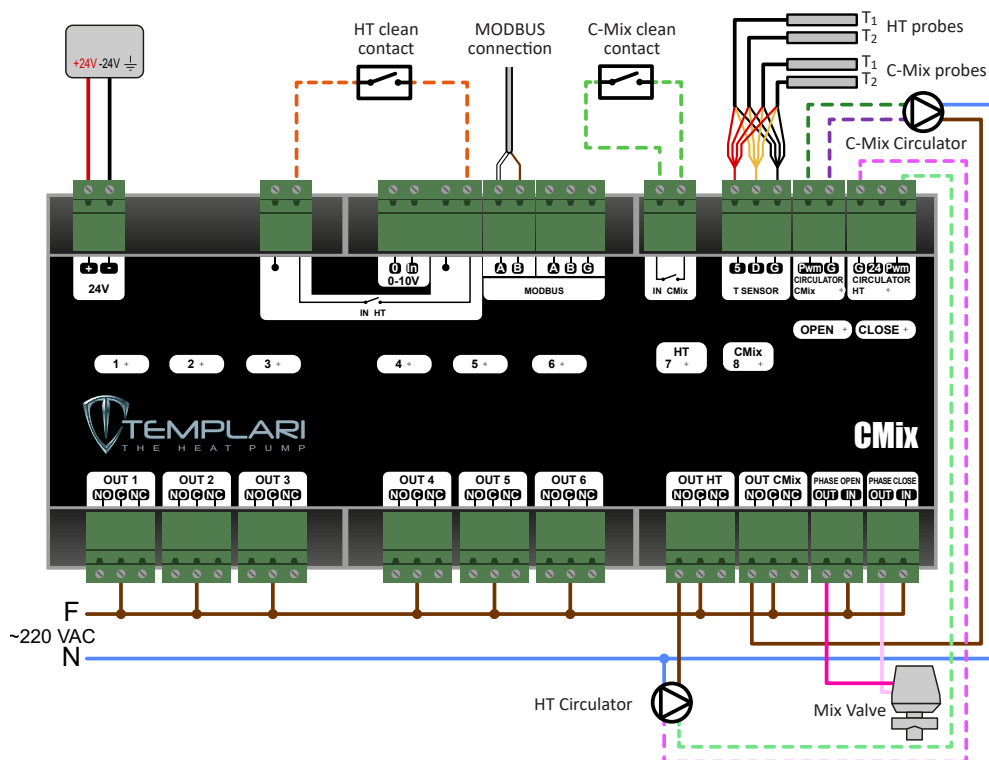 HT clean
contact
MODBUS
connection
C-Mix clean
contact
T1
T2
HT probes
T1
T2
C-Mix probes
+24V -24V
C-Mix Circulator
+ -
24V
0 In
0-10V
IN HT
A B A B G
MODBUS
IN CMix
5 D G
T SENSOR
Pwm G
CIRCULATOR
CMix +
G 24 Pwm
CIRCULATOR
HT +
OPEN + CLOSE +
1 + 2 + 3 + 4 + 5 + 6 +
HT
7 +
CMix
8 +
TEMPLARI
THE HEAT PUMP
CMix
OUT 1 OUT 2 OUT 3 OUT 4 OUT 5 OUT 6 OUT HT OUT CMix PHASE OPEN PHASE CLOSE
NO C NC NO C NC NO C NC NO C NC NO C NC NO C NC NO C NC NO C NC OUT IN OUT IN
F
~220 VAC
N
HT Circulator
Mix Valve